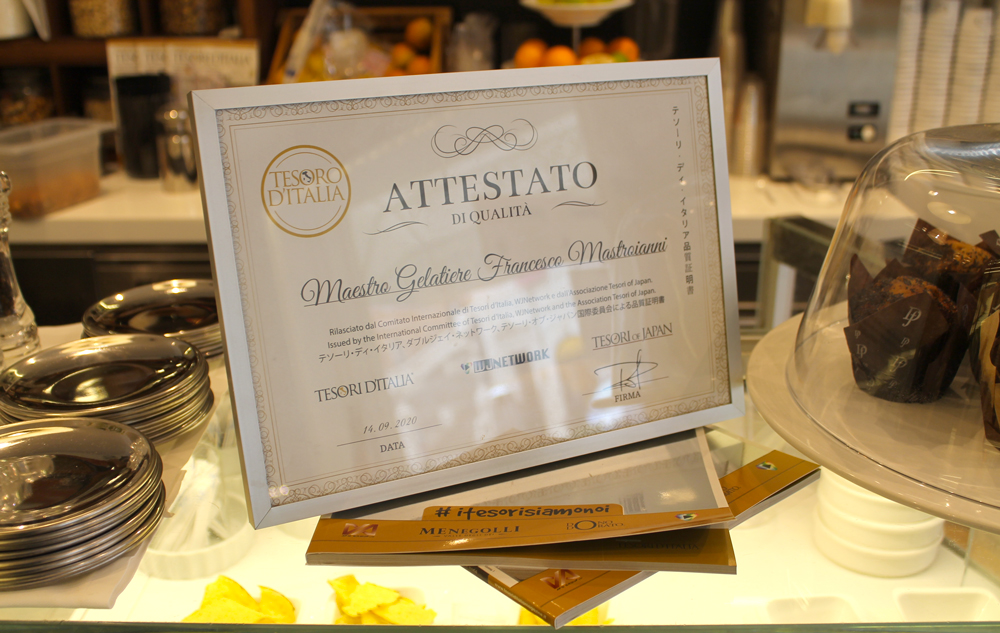 TESORO
D'ITALIA
ATTESTATO
DI QUALITÀ
テソーリ・ディ・イタリア品質証明書
Maestro Gelatiere Francesco Mastroianni
Rilasciato dal Comitato Internazionale di Tesori d'Italia, WJNetwork e dall'Associazione Tesori of Japan.
Issued by the International Committee of Tesori d'Italia, WJNetwork and the Association Tesori of Japan.
テソーリ・ディ・イタリア、ダブルジェイ・ネットワーク、テソーリ・オブ・ジャパン国際委員会による品質証明書
TESORI D'ITALIA
WJNETWORK
TESORI OF JAPAN
14.09.2020
DATA
FIRMA
# itesorisiamonoi
MENEGOLLI
LP